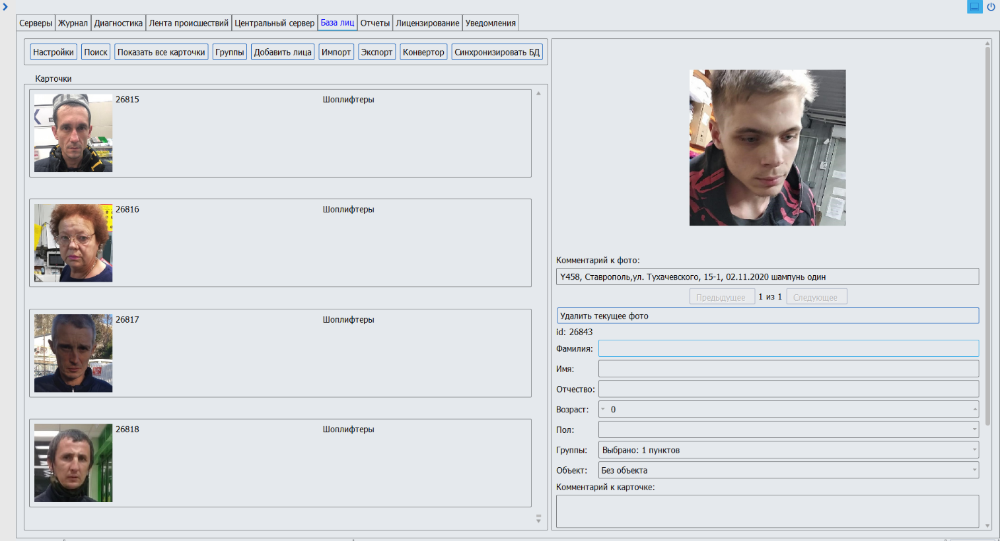 Серверы Журнал Диагностика Лента происшествий Центральный сервер База лиц Отчеты Лицензирование Уведомления
Настройки Поиск Показать все карточки Группы Добавить лица Импорт Экспорт Конвертор Синхронизировать БД
Карточки
26815 Шоплифтеры
26816 Шоплифтеры
26817 Шоплифтеры
26818 Шоплифтеры
Комментарий к фото:
Y458, Ставрополь,ул. Тухачевского, 15-1, 02.11.2020 шампунь один
Предыдущее 1 из 1 Следующее
Удалить текущее фото
id: 26843
Фамилия:
Имя:
Отчество:
Возраст: 0
Пол:
Группы: Выбрано: 1 пунктов
Объект: Без объекта
Комментарий к карточке: